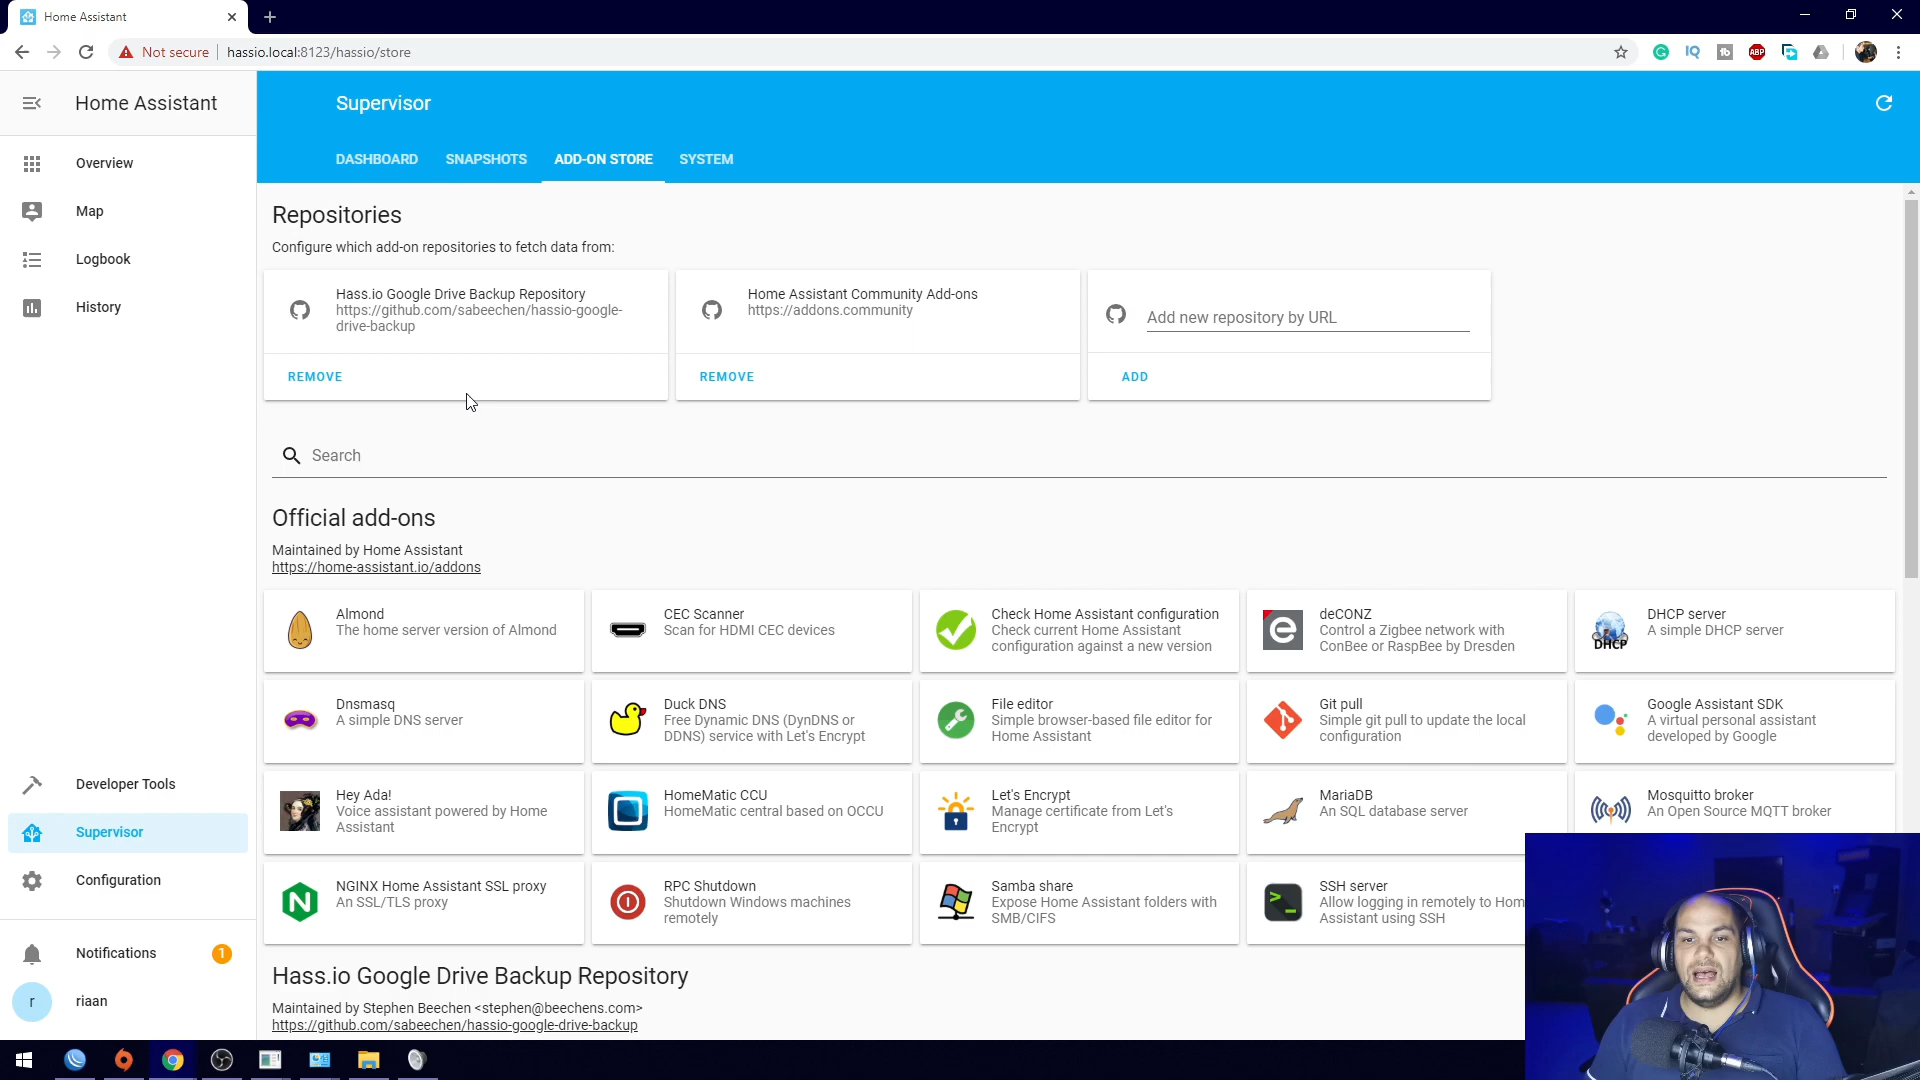 Home Assistant
Not secure
hassio.local:8123/hassio/store
IQ
tb
ABP
Home Assistant
Supervisor
DASHBOARD
SNAPSHOTS
ADD-ON STORE
SYSTEM
Overview
Map
Logbook
History
Developer Tools
Supervisor
Configuration
Notifications
1
r
riaan
Repositories
Configure which add-on repositories to fetch data from:
Hass.io Google Drive Backup Repository
https://github.com/sabeechen/hassio-google-
drive-backup
REMOVE
Home Assistant Community Add-ons
https://addons.community
REMOVE
Add new repository by URL
ADD
Search
Official add-ons
Maintained by Home Assistant
https://home-assistant.io/addons
Almond
The home server version of Almond
CEC Scanner
Scan for HDMI CEC devices
Check Home Assistant configuration
Check current Home Assistant
configuration against a new version
deCONZ
Control a Zigbee network with
ConBee or RaspBee by Dresden
DHCP
DHCP server
A simple DHCP server
Dnsmasq
A simple DNS server
Duck DNS
Free Dynamic DNS (DynDNS or
DDNS) service with Let's Encrypt
File editor
Simple browser-based file editor for
Home Assistant
Git pull
Simple git pull to update the local
configuration
Google Assistant SDK
A virtual personal assistant
developed by Google
Hey Ada!
Voice assistant powered by Home
Assistant
HomeMatic CCU
HomeMatic central based on OCCU
Let's Encrypt
Manage certificate from Let's
Encrypt
MariaDB
An SQL database server
Mosquitto broker
An Open Source MQTT broker
N
NGINX Home Assistant SSL proxy
An SSL/TLS proxy
RPC Shutdown
Shutdown Windows machines
remotely
Samba share
Expose Home Assistant folders with
SMB/CIFS
SSH server
Allow logging in remotely to Hom
Assistant using SSH
Hass.io Google Drive Backup Repository
Maintained by Stephen Beechen <stephen@beechens.com>
https://github.com/sabeechen/hassio-google-drive-backup